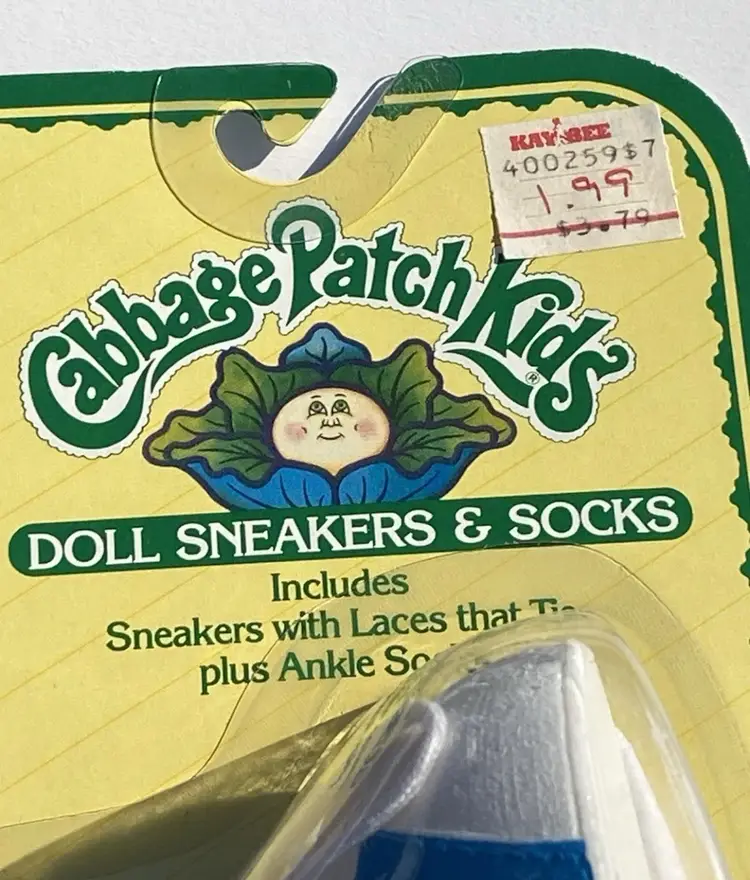 KAY BEE
400259$7
1.99
$3.79
Cabbage Patch Kids®
DOLL SNEAKERS & SOCKS
Includes
Sneakers with Laces that Tie
plus Ankle